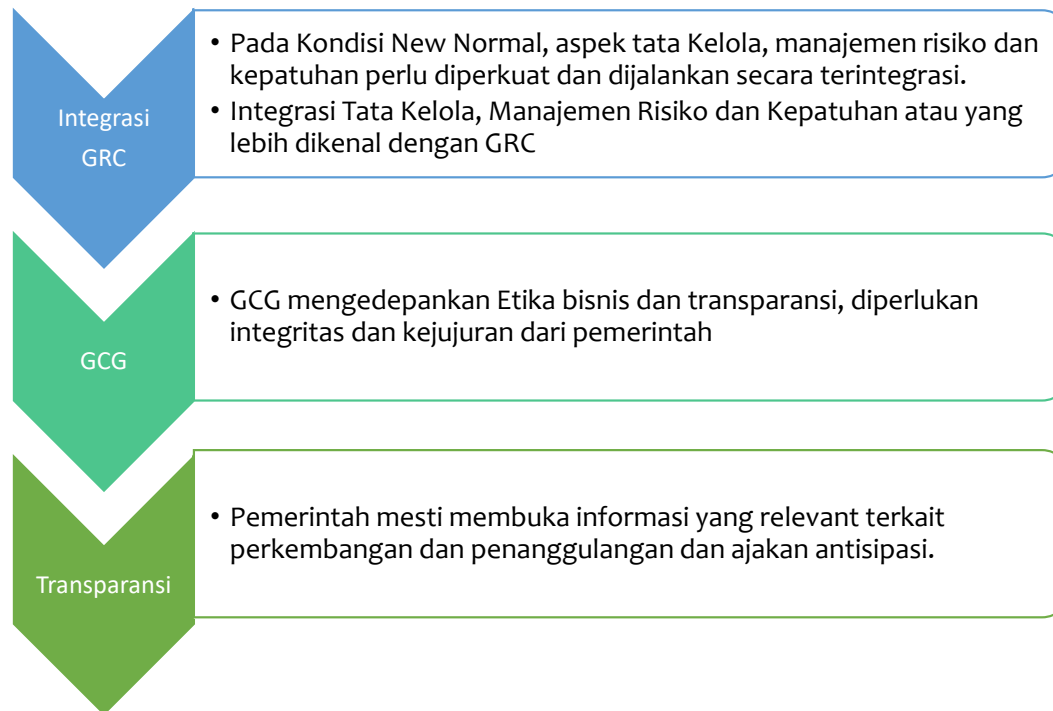 Integrasi
GRC
• Pada Kondisi New Normal, aspek tata Kelola, manajemen risiko dan
kepatuhan perlu diperkuat dan dijalankan secara terintegrasi.
• Integrasi Tata Kelola, Manajemen Risiko dan Kepatuhan atau yang
lebih dikenal dengan GRC
GCG
• GCG mengedepankan Etika bisnis dan transparansi, diperlukan
integritas dan kejujuran dari pemerintah
Transparansi
• Pemerintah mesti membuka informasi yang relevant terkait
perkembangan dan penanggulangan dan ajakan antisipasi.